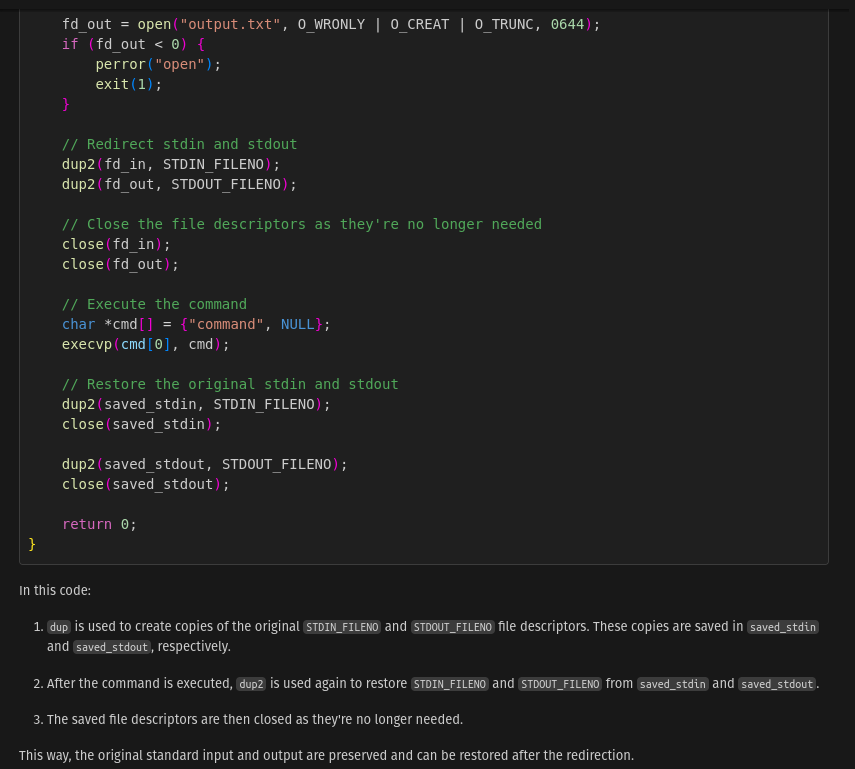 fd_out = open("output.txt", O_WRONLY | O_CREAT | O_TRUNC, 0644);
if (fd_out < 0) {
perror("open");
exit(1);
}
// Redirect stdin and stdout
dup2(fd_in, STDIN_FILENO);
dup2(fd_out, STDOUT_FILENO);
// Close the file descriptors as they're no longer needed
close(fd_in);
close(fd_out);
// Execute the command
char *cmd[] = {"command", NULL};
execvp(cmd[0], cmd);
// Restore the original stdin and stdout
dup2(saved_stdin, STDIN_FILENO);
close(saved_stdin);
dup2(saved_stdout, STDOUT_FILENO);
close(saved_stdout);
return 0;
}
In this code:
1. dup is used to create copies of the original STDIN_FILENO and STDOUT_FILENO file descriptors. These copies are saved in saved_stdin
and saved_stdout, respectively.
2. After the command is executed, dup2 is used again to restore STDIN_FILENO and STDOUT_FILENO from saved_stdin and saved_stdout.
3. The saved file descriptors are then closed as they're no longer needed.
This way, the original standard input and output are preserved and can be restored after the redirection.